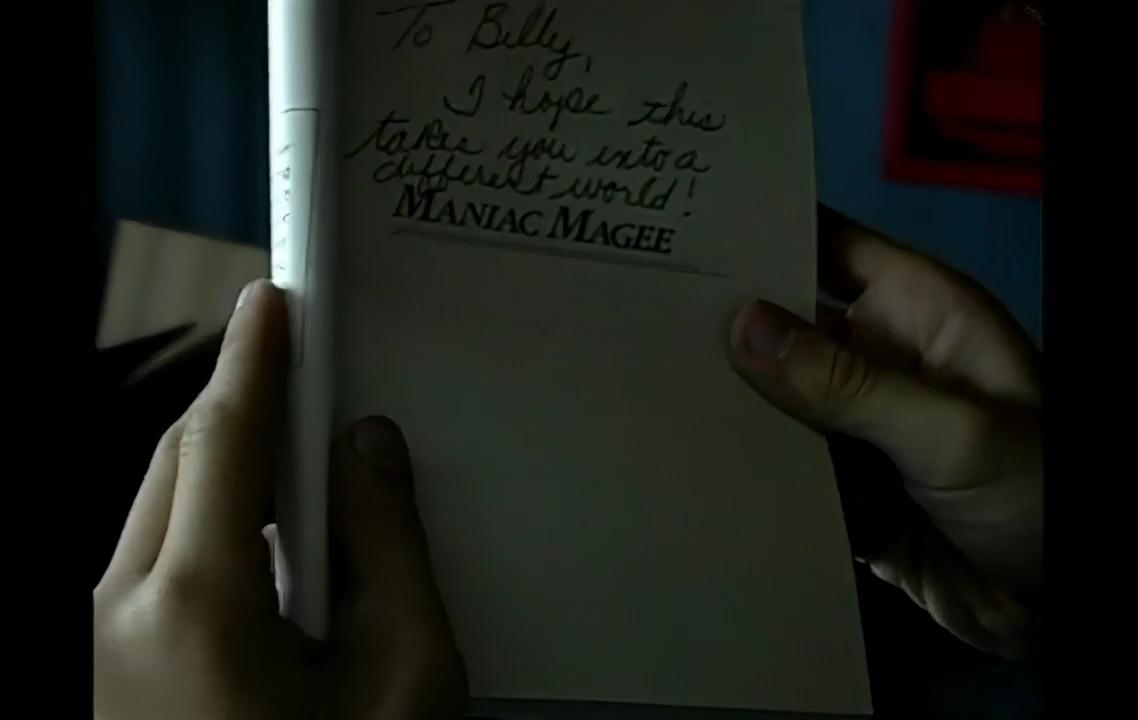 To Billy,
I hope this
takes you into a
different world!
MANIAC MAGEE